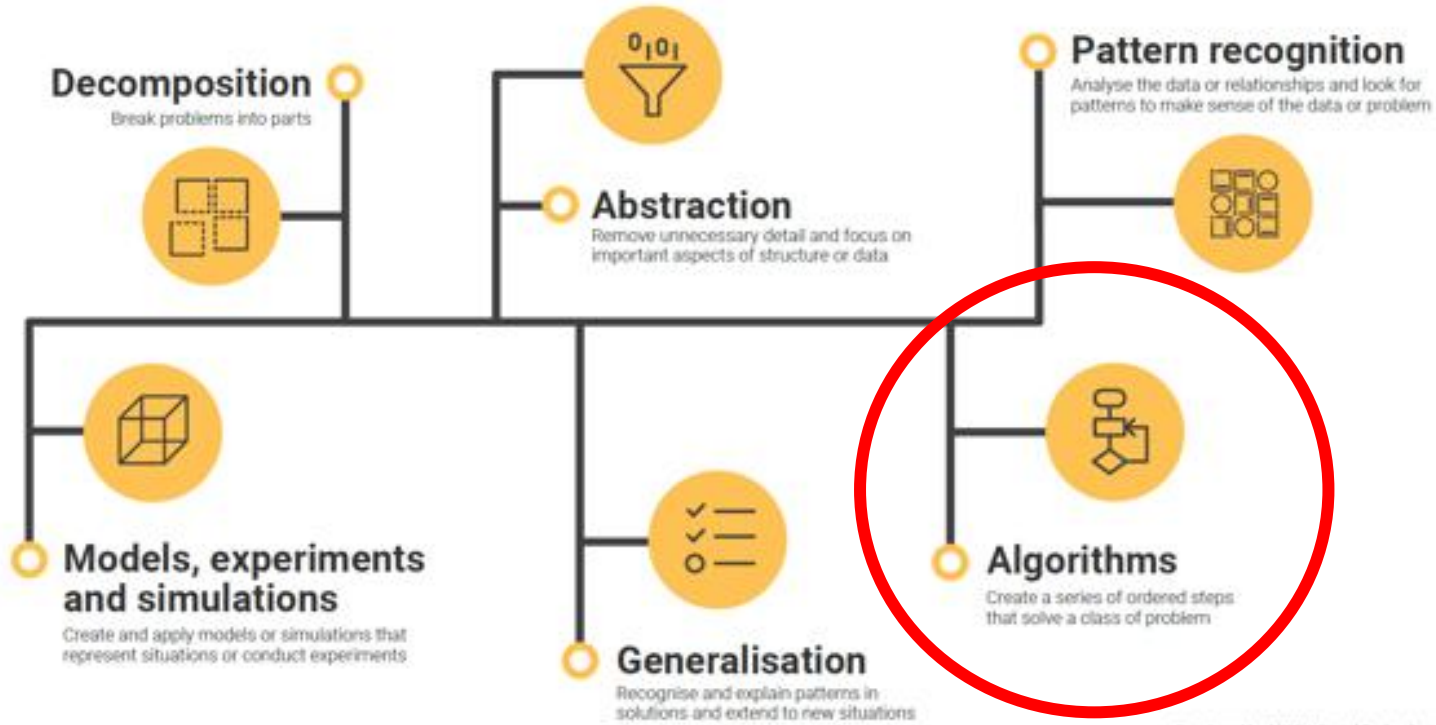 Decomposition
Break problems into parts
0101
Abstraction
Remove unnecessary detail and focus on
important aspects of structure or data
Pattern recognition
Analyse the data or relationships and look for
patterns to make sense of the data or problem
Models, experiments
and simulations
Create and apply models or simulations that
represent situations or conduct experiments
Generalisation
Recognise and explain patterns in
solutions and extend to new situations
Algorithms
Create a series of ordered steps
that solve a class of problem